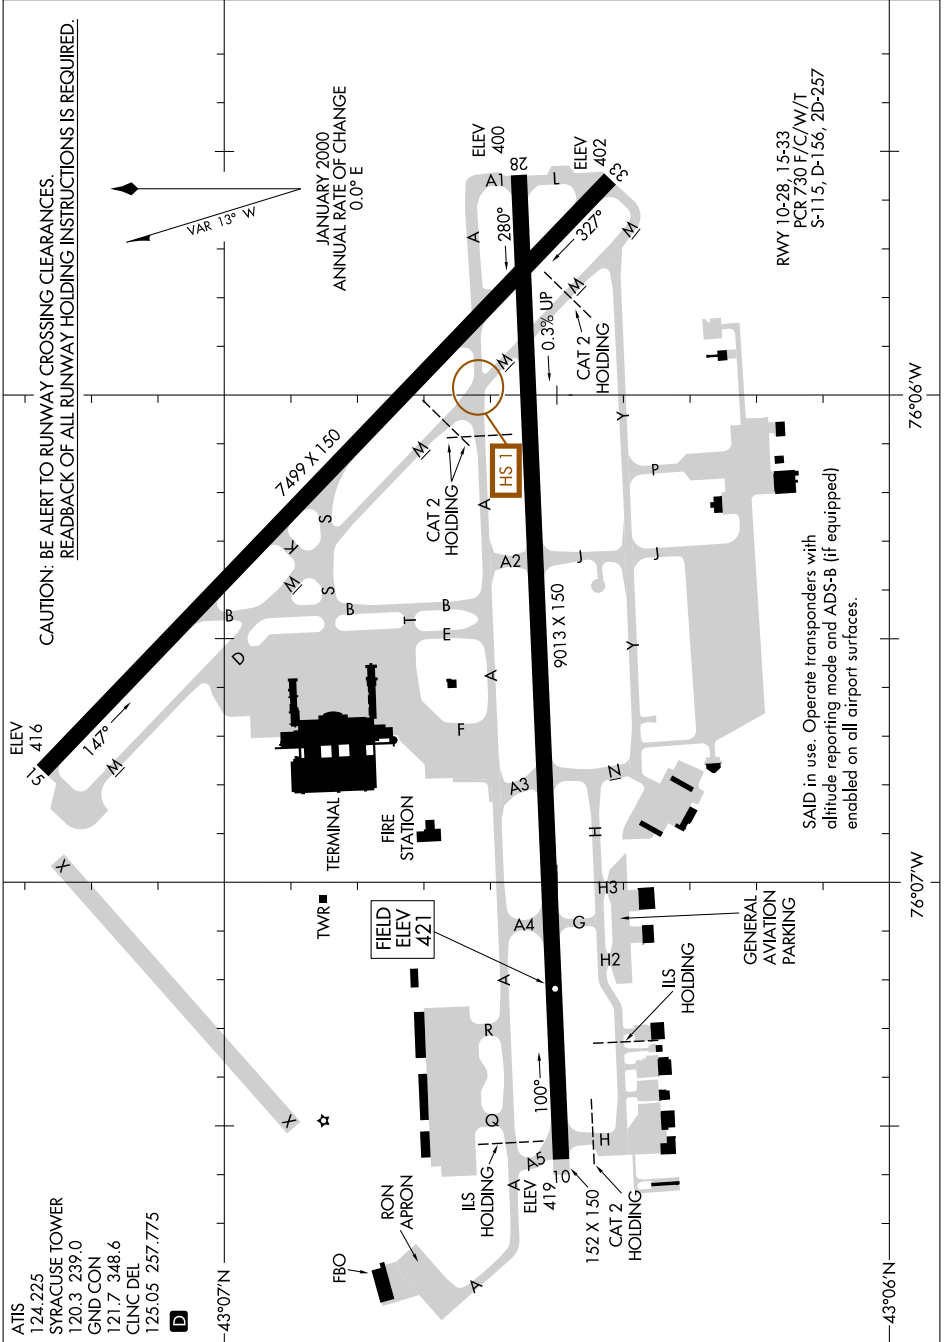 CAUTION: BE ALERT TO RUNWAY CROSSING CLEARANCES.
READBACK OF ALL RUNWAY HOLDING INSTRUCTIONS IS REQUIRED.
ATIS
124.225
SYRACUSE TOWER
120.3 239.0
GND CON
121.7 348.6
CLNC DEL
125.05 257.775
D
VAR 13° W
JANUARY 2000
ANNUAL RATE OF CHANGE
0.0° E
ELEV
400
28
A1
L
ELEV
402
33
A
280°
327°
M
0.3% UP
M
CAT 2
HOLDING
M
HS 1
7499 X 150
M
CAT 2
HOLDING
A
Y
P
S
K
M
S
A2
J
J
B
B
B
T
E
D
A
9013 X 150
Y
F
ELEV
416
15
147°
M
A3
N
H
TERMINAL
FIRE
STATION
X
X
TWR
FIELD
ELEV
421
A4
G
H3
H2
GENERAL
AVIATION
PARKING
A
R
ILS
HOLDING
100°
Q
H
ILS
HOLDING
A5
A
ELEV
419
10
152 X 150
CAT 2
HOLDING
RON
APRON
FBO
A
RWY 10-28, 15-33
PCR 730 F/C/W/T
S-115, D-156, 2D-257
SAID in use. Operate transponders with
altitude reporting mode and ADS-B (if equipped)
enabled on all airport surfaces.
43°07'N
43°06'N
76°06'W
76°07'W